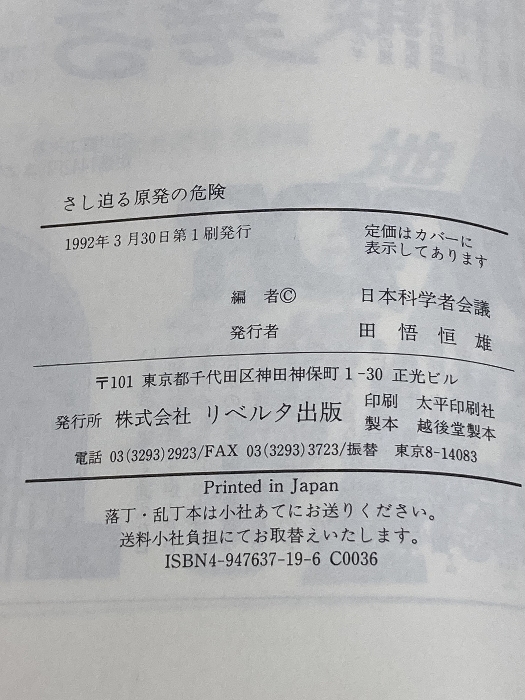 さし迫る原発の危険
1992年3月30日第1刷発行
定価はカバーに
表示してあります
編 者© 日本科学者会議
発行者 田悟恒雄
〒101 東京都千代田区神田神保町1-30 正光ビル
発行所 株式会社 リベルタ出版
印刷 太平印刷社
製本 越後堂製本
電話 03(3293)2923/FAX 03(3293)3723/振替 東京8-14083
Printed in Japan
落丁・乱丁本は小社あてにお送りください。
送料小社負担にてお取替えいたします。
ISBN4-947637-19-6 C0036